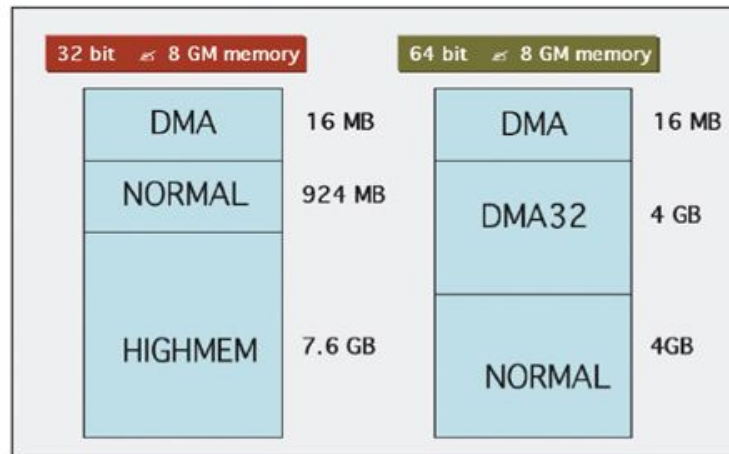 32 bit ✍ 8 GM memory
DMA
16 MB
NORMAL
924 MB
HIGHMEM
7.6 GB
64 bit ✍ 8 GM memory
DMA
16 MB
DMA32
4 GB
NORMAL
4GB